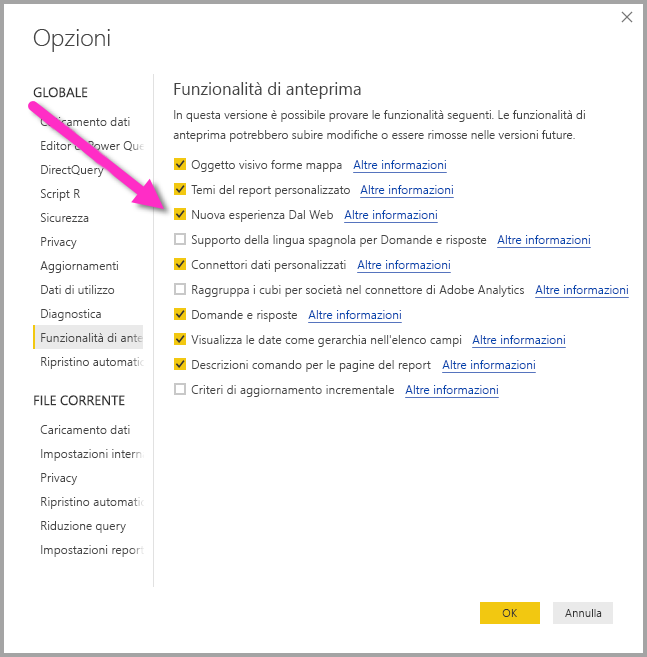 Opzioni
GLOBALE
Caricamento dati
Editor di Power Que
DirectQuery
Script R
Sicurezza
Privacy
Aggiornamenti
Dati di utilizzo
Diagnostica
Funzionalità di ante
Ripristino automatic
FILE CORRENTE
Caricamento dati
Impostazioni intern
Privacy
Ripristino automatic
Riduzione query
Impostazioni report
Funzionalità di anteprima
In questa versione è possibile provare le funzionalità seguenti. Le funzionalità di
anteprima potrebbero subire modifiche o essere rimosse nelle versioni future.
Oggetto visivo forme mappa Altre informazioni
Temi del report personalizzato Altre informazioni
Nuova esperienza Dal Web Altre informazioni
Supporto della lingua spagnola per Domande e risposte Altre informazioni
Connettori dati personalizzati Altre informazioni
Raggruppa i cubi per società nel connettore di Adobe Analytics Altre informazioni
Domande e risposte Altre informazioni
Visualizza le date come gerarchia nell'elenco campi Altre informazioni
Descrizioni comando per le pagine del report Altre informazioni
Criteri di aggiornamento incrementale Altre informazioni
OK
Annulla